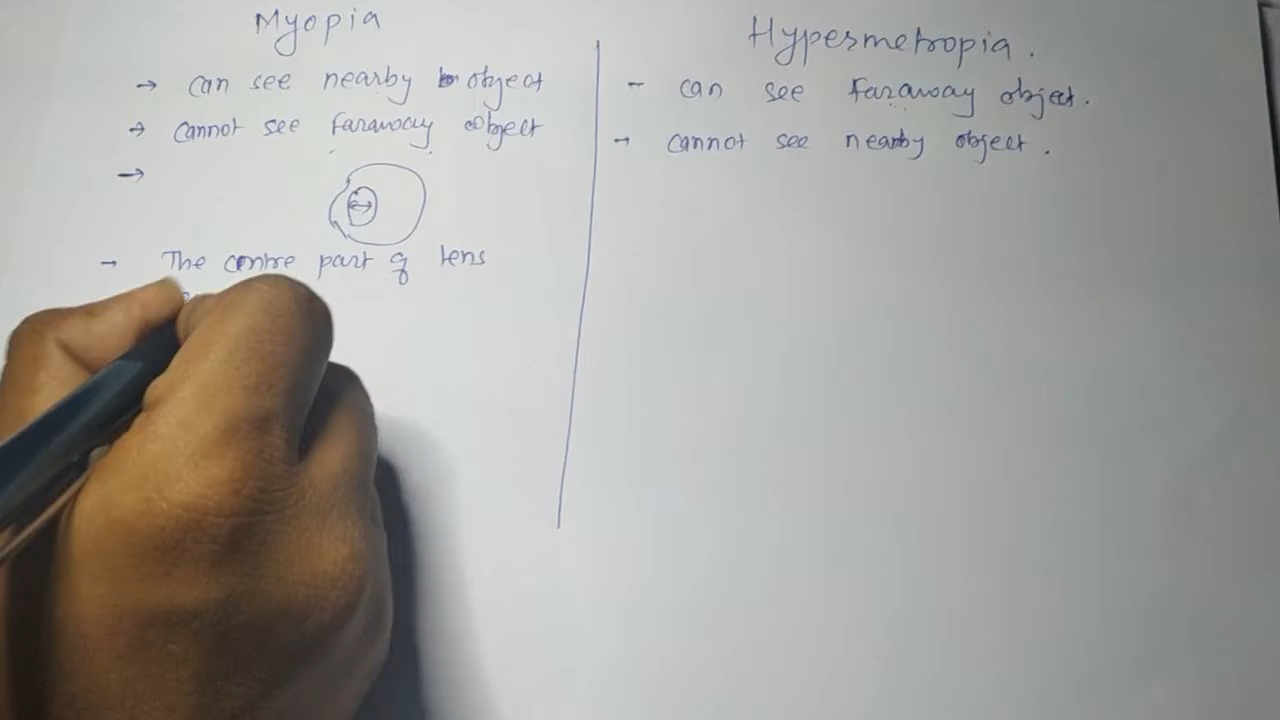 Myopia
→ can see nearby object
→ cannot see faraway object
→
→ The centre part of lens
Hypermetropia.
- can see faraway object.
- cannot see nearby object.